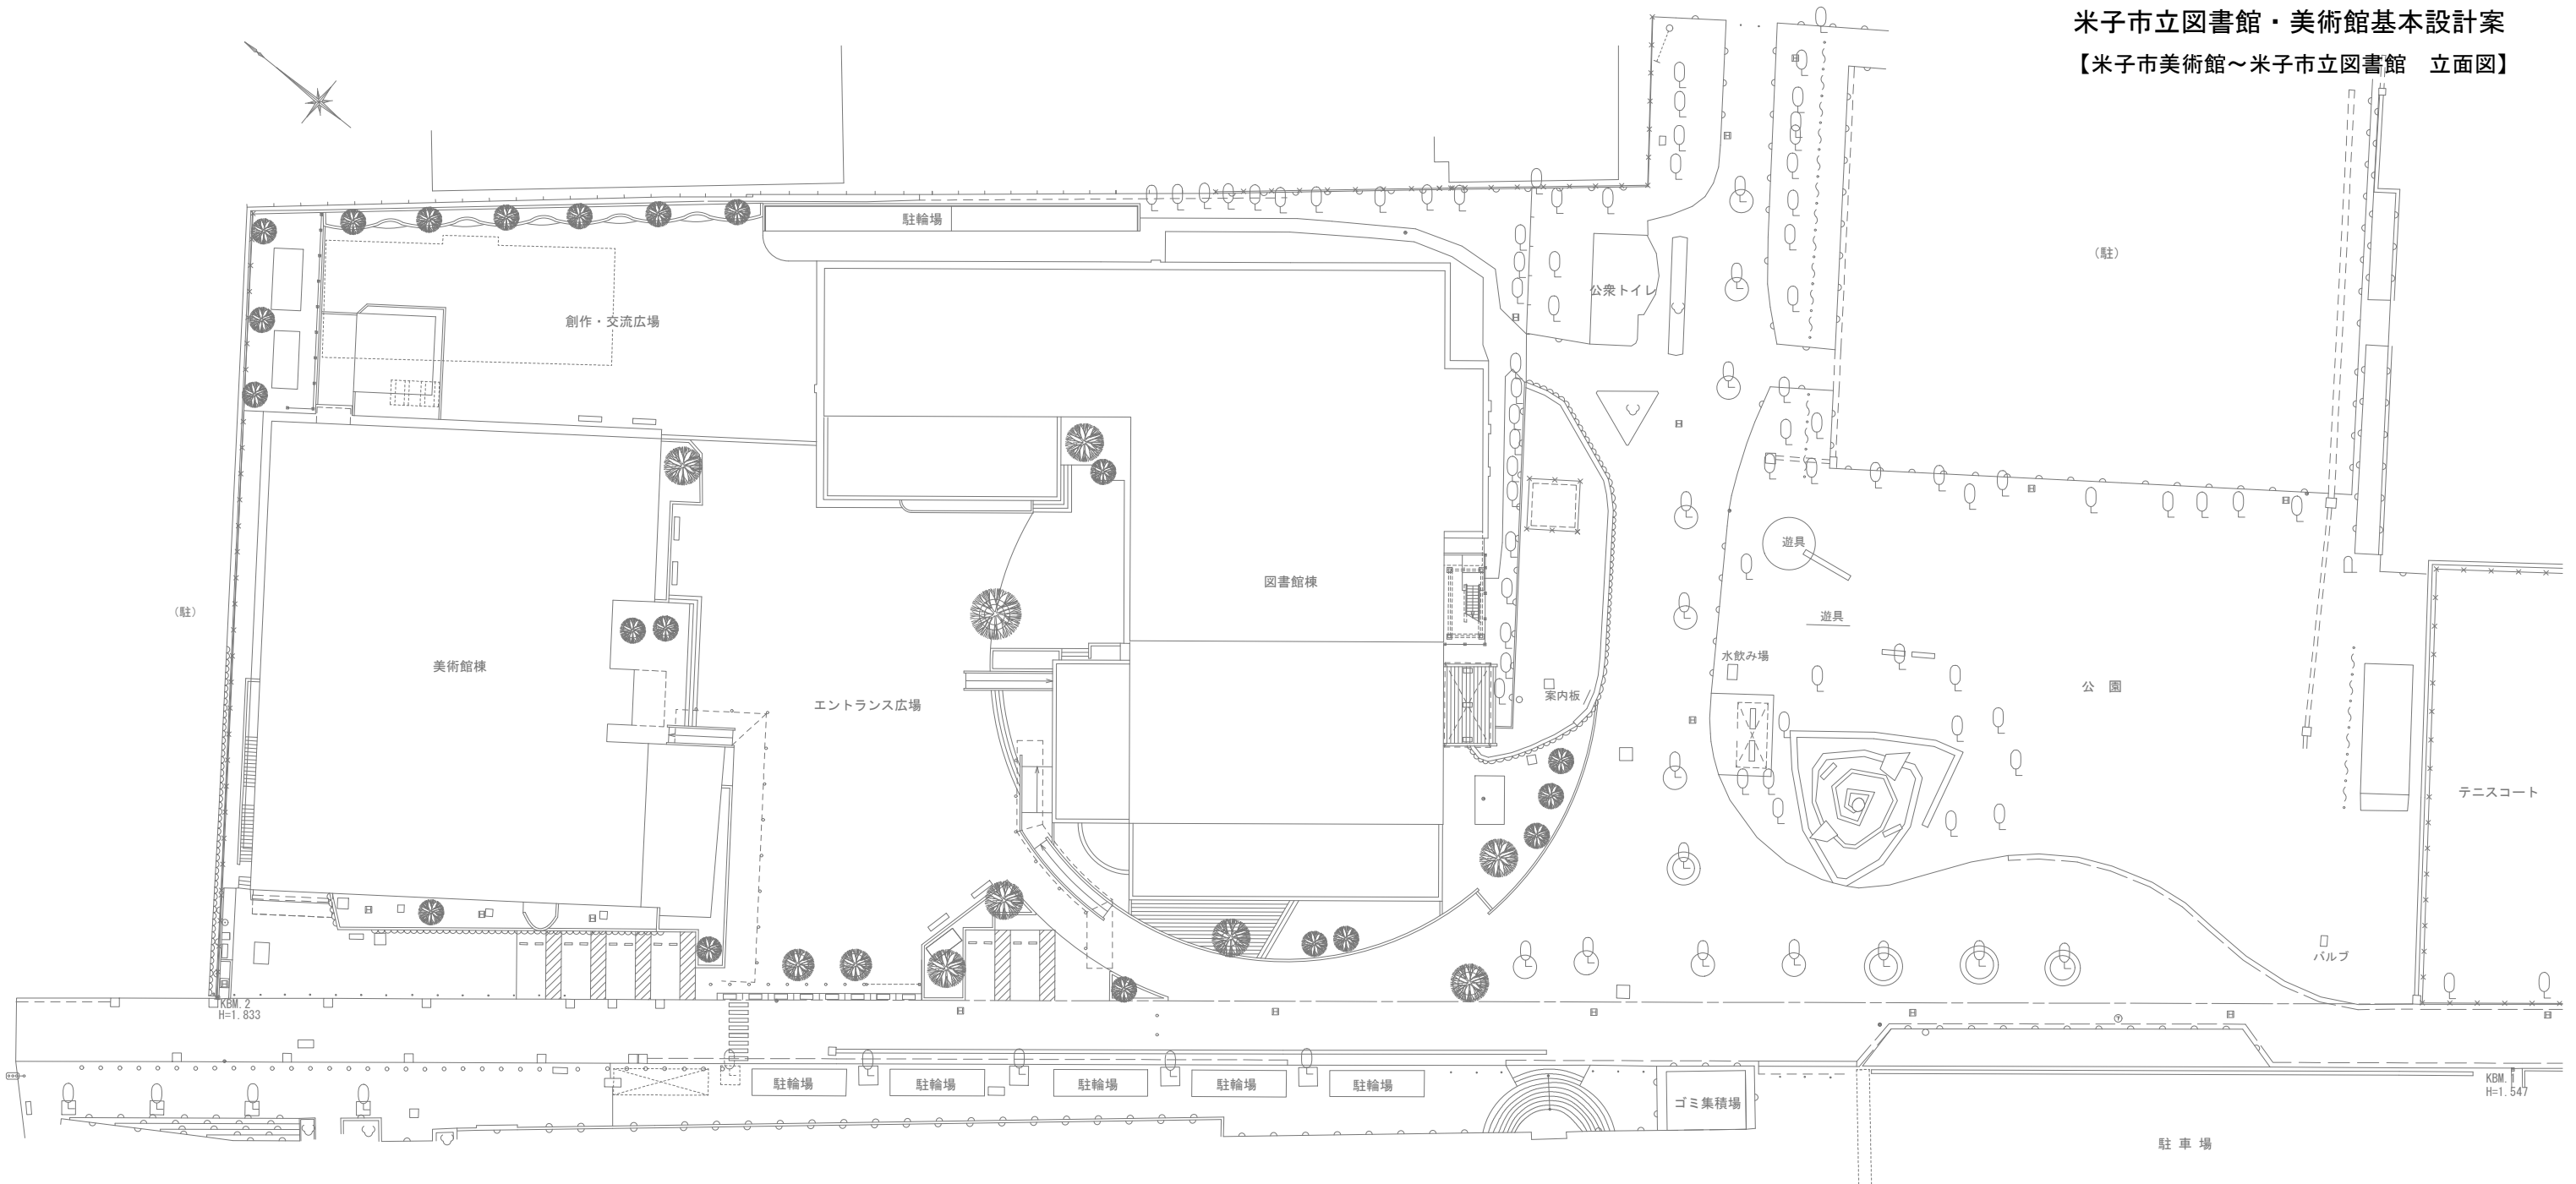 米子市立図書館・美術館基本設計案
【米子市美術館～米子市立図書館　立面図】
駐輪場
（駐）
公衆トイレ
創作・交流広場
遊具
図書館棟
（駐）
遊具
美術館棟
水飲み場
公　園
案内板
エントランス広場
テニスコート
バルブ
KBM.2
H=1.833
駐輪場
駐輪場
駐輪場
駐輪場
駐輪場
ゴミ集積場
KBM.1
H=1.547
駐 車 場